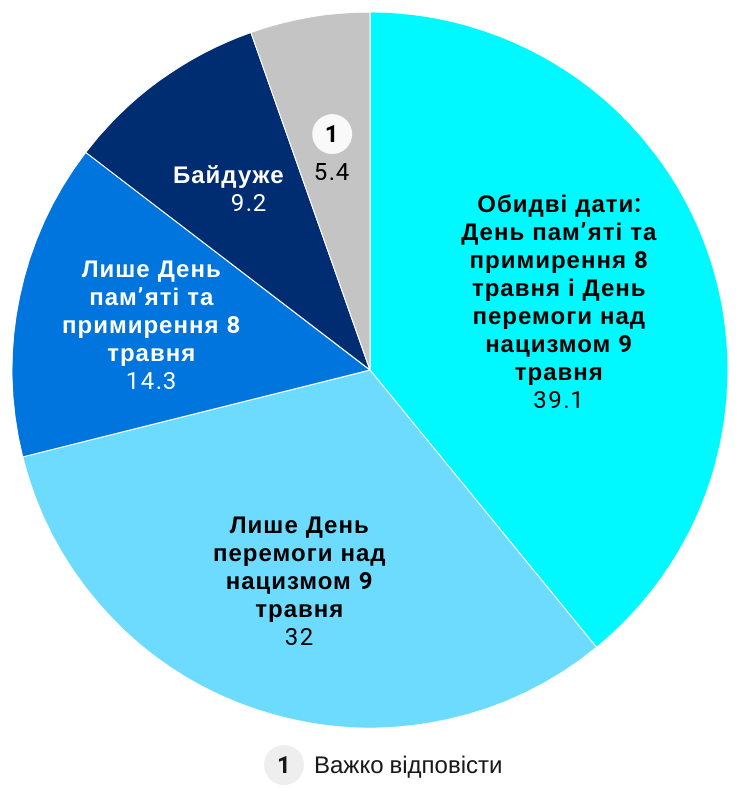 1
5.4
Байдуже
9.2
Обидві дати:
День пам’яті та
примирення 8
травня і День
перемоги над
нацизмом 9
травня
39.1
Лише День
пам’яті та
примирення 8
травня
14.3
Лише День
перемоги над
нацизмом 9
травня
32
1 Важко відповісти